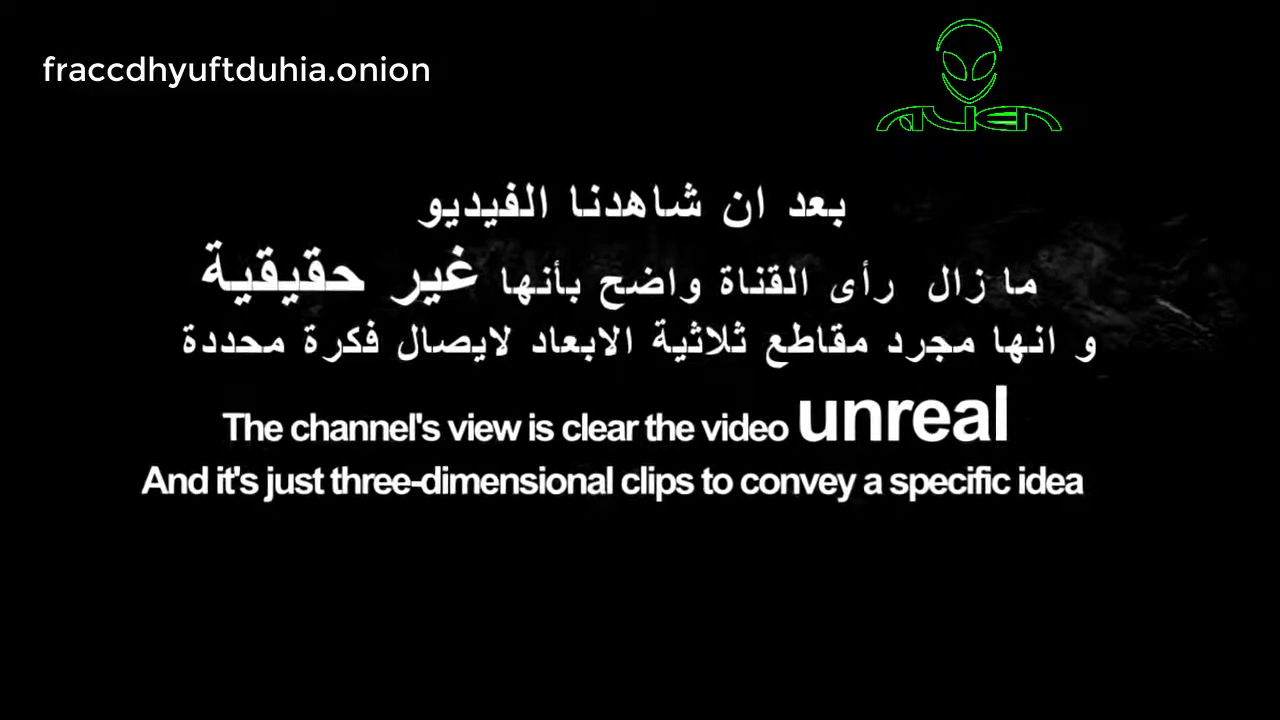 fraccdhyuftduhia.onion
ALIEN
بعد ان شاهدنا الفيديو
ما زال رأى القناة واضح بأنها غير حقيقية
و انها مجرد مقاطع ثلاثية الابعاد لايصال فكرة محددة
The channel's view is clear the video unreal
And it's just three-dimensional clips to convey a specific idea